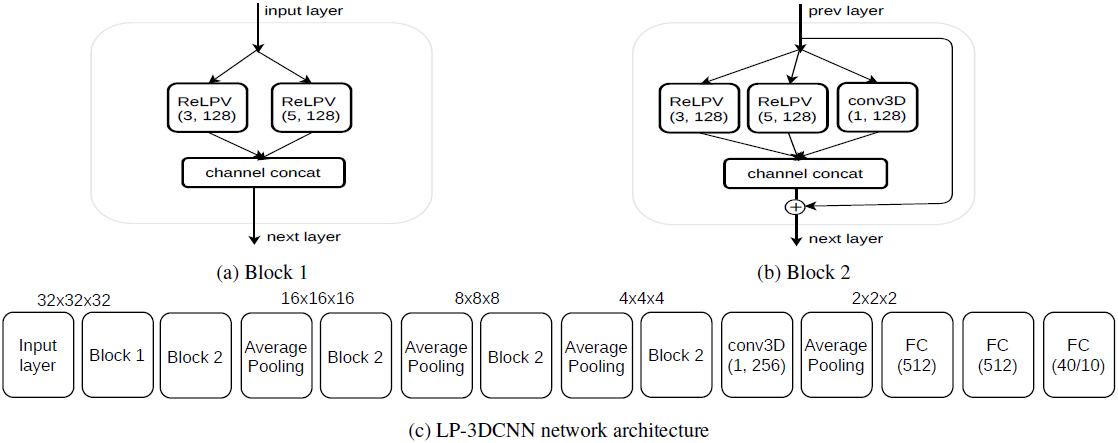 input layer
ReLPV
(3, 128)
ReLPV
(5, 128)
channel concat
next layer
(a) Block 1
prev layer
ReLPV
(3, 128)
ReLPV
(5, 128)
conv3D
(1, 128)
channel concat
+
next layer
(b) Block 2
32x32x32
16x16x16
8x8x8
4x4x4
2x2x2
Input
layer
Block 1
Block 2
Average
Pooling
Block 2
Average
Pooling
Block 2
Average
Pooling
Block 2
conv3D
(1, 256)
Average
Pooling
FC
(512)
FC
(512)
FC
(40/10)
(c) LP-3DCNN network architecture